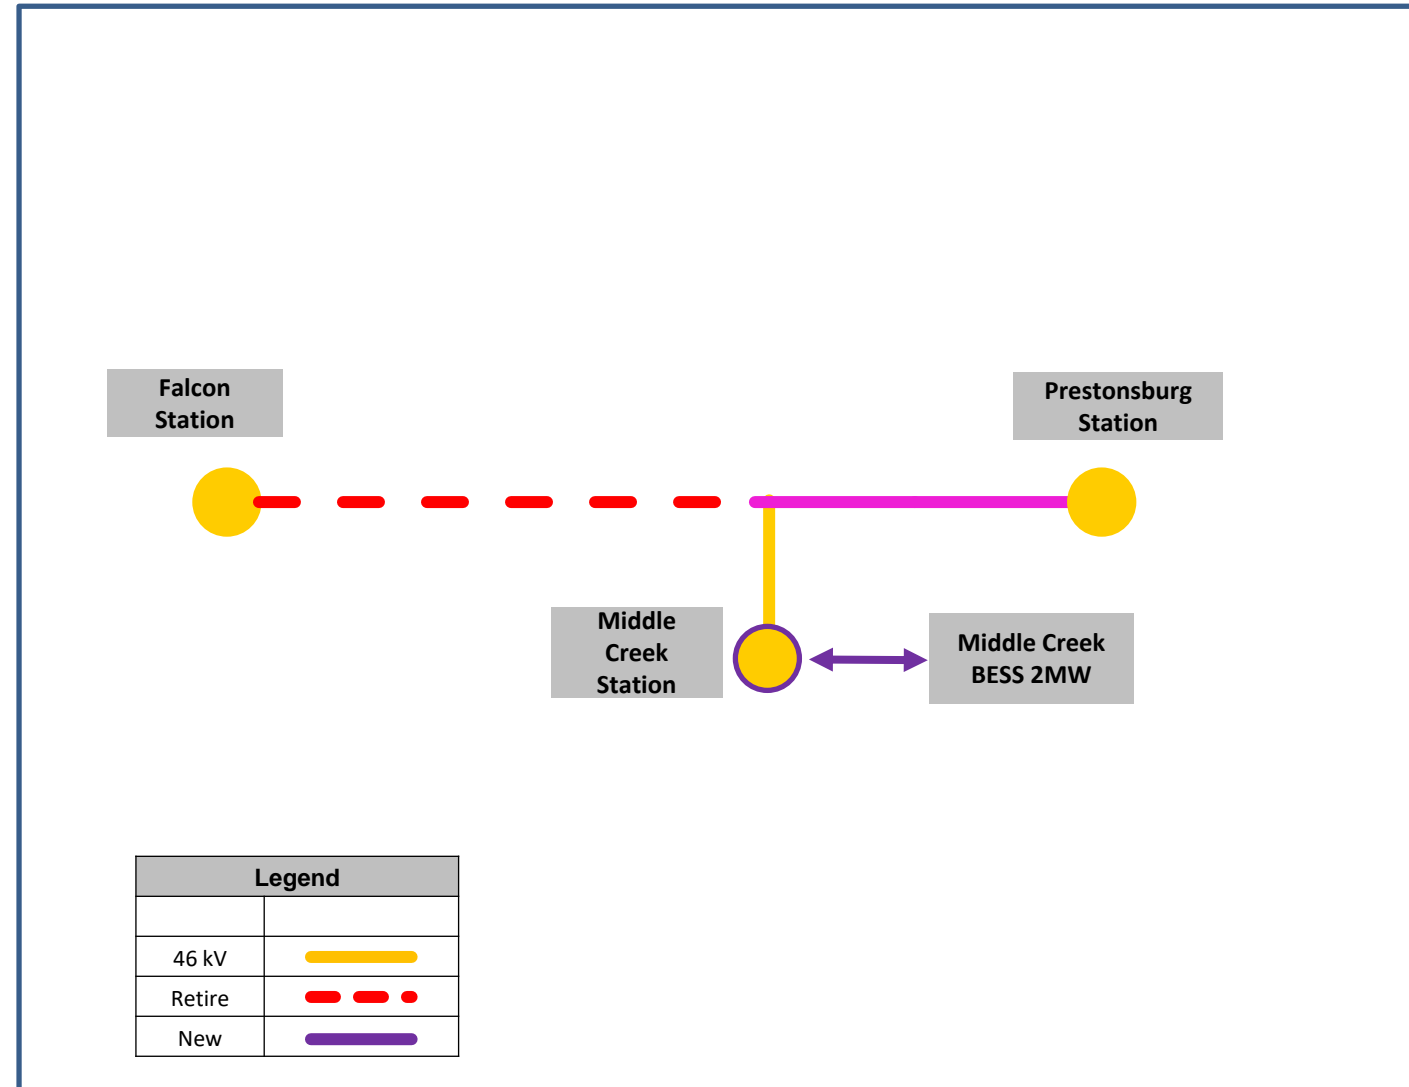 Falcon
Station
Prestonsburg
Station
Middle
Creek
Station
Middle Creek
BESS 2MW
Legend
46 kV
Retire
New